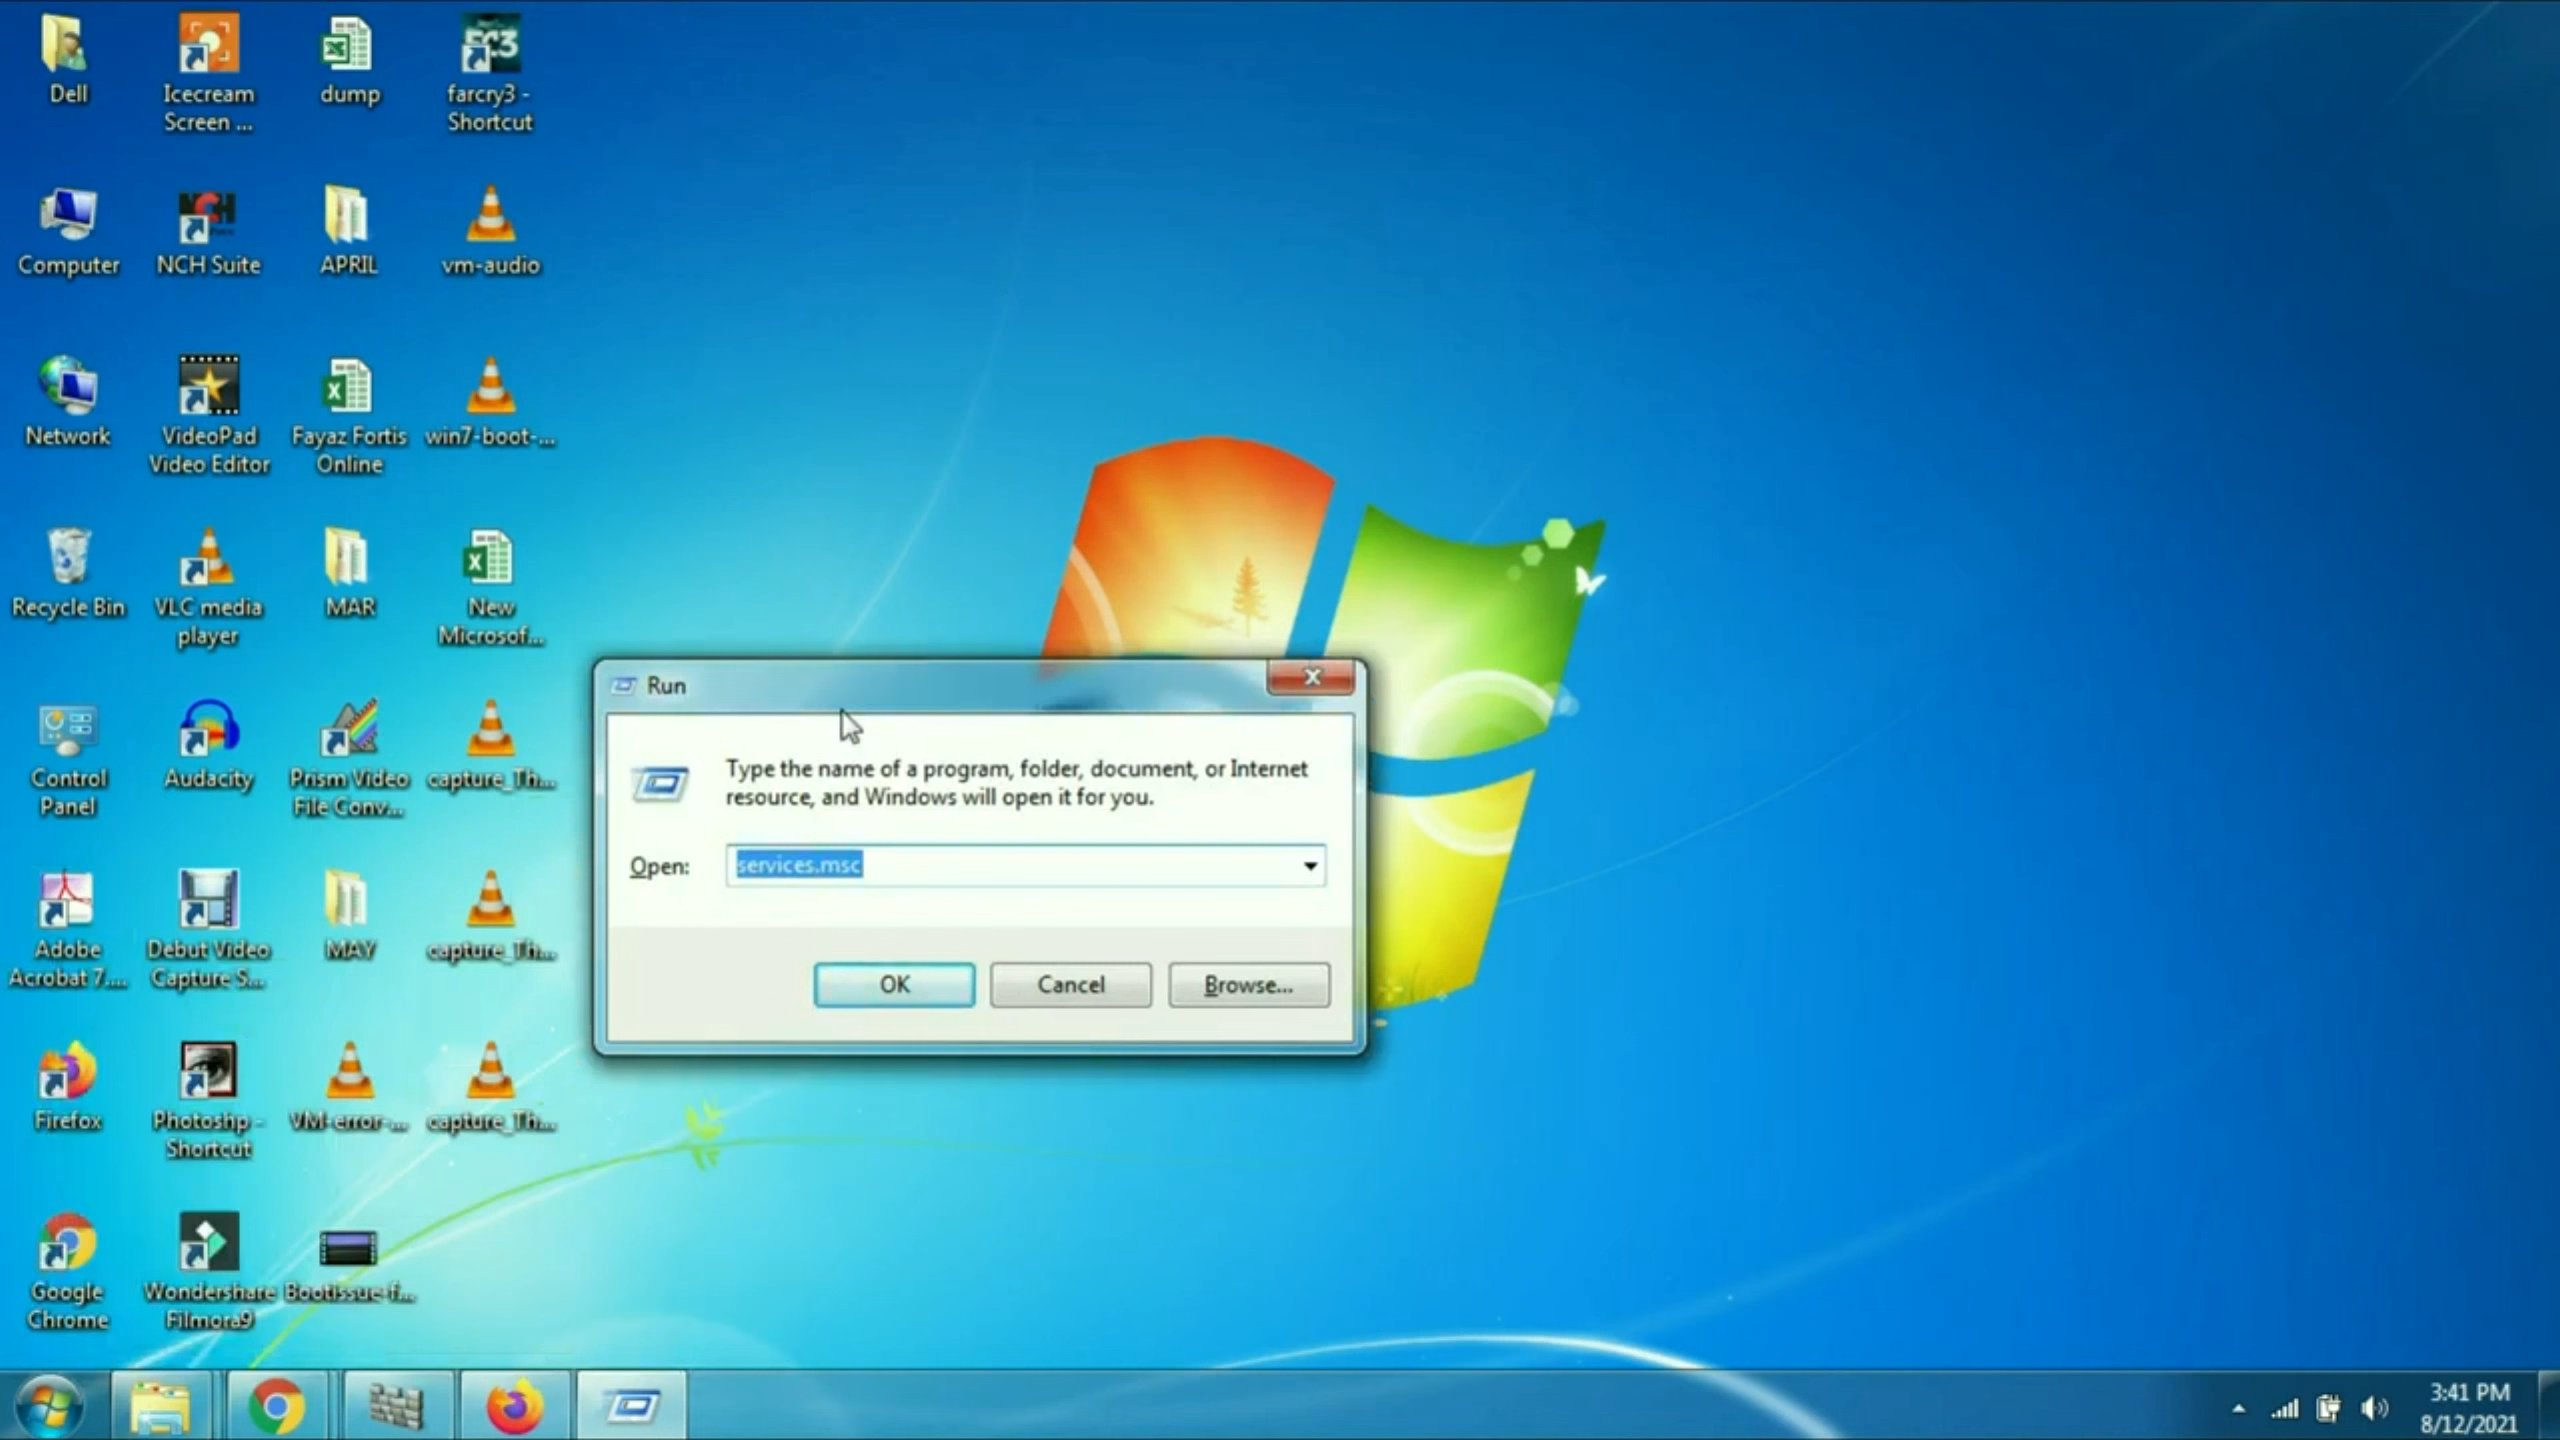 Dell
Icecream
Screen ...
dump
farcry3 -
Shortcut
Computer
NCH Suite
APRIL
vm-audio
Network
VideoPad
Video Editor
Fayaz Fortis
Online
win7-boot-...
Recycle Bin
VLC media
player
MAR
New
Microsof...
Control
Panel
Audacity
Prism Video
File Conv...
capture_Th...
Adobe
Acrobat 7....
Debut Video
Capture S...
MAY
capture_Th...
Firefox
Photoshp -
Shortcut
VM-error-...
capture_Th...
Google
Chrome
Wondershare
Filmora9
Bootissue-f...
Run
Type the name of a program, folder, document, or Internet
resource, and Windows will open it for you.
Open: services.msc
OK Cancel Browse...
3:41 PM
8/12/2021